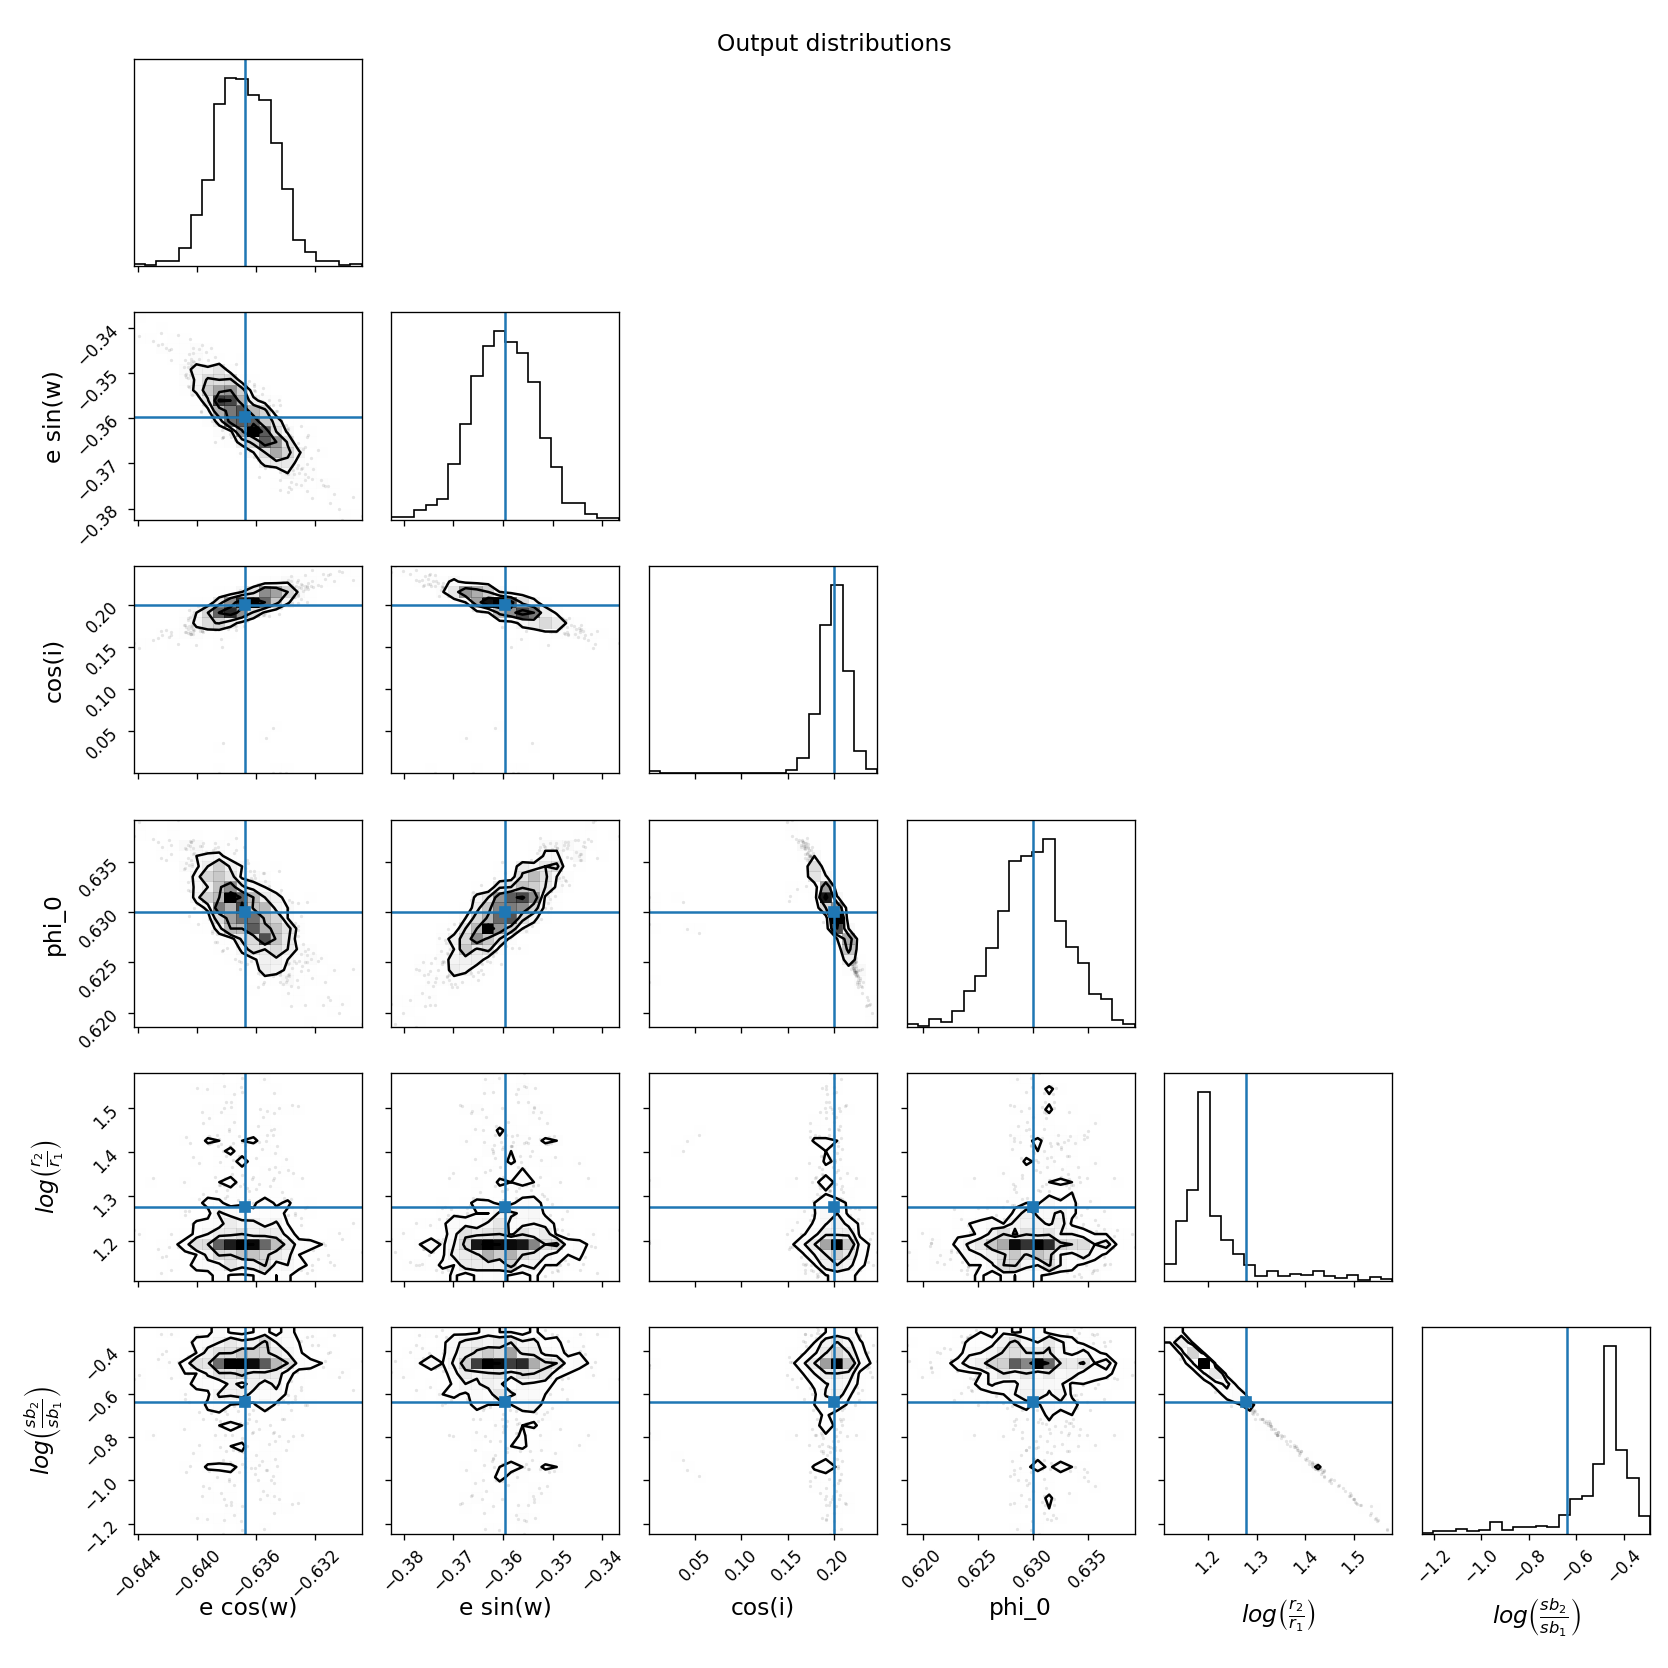 Output distributions
e sin(w)
−0.34
−0.35
−0.36
−0.37
−0.38
cos(i)
0.20
0.15
0.10
0.05
phi_0
0.635
0.630
0.625
0.620
log(r₂/r₁)
1.5
1.4
1.3
1.2
log(sb₂/sb₁)
−0.4
−0.6
−0.8
−1.0
−1.2
−0.644 −0.640 −0.636 −0.632 −0.38 −0.37 −0.36 −0.35 −0.34 0.05 0.10 0.15 0.20 0.620 0.625 0.630 0.635 1.2 1.3 1.4 1.5 −1.2 −1.0 −0.8 −0.6 −0.4
e cos(w) e sin(w) cos(i) phi_0 log(r₂/r₁) log(sb₂/sb₁)